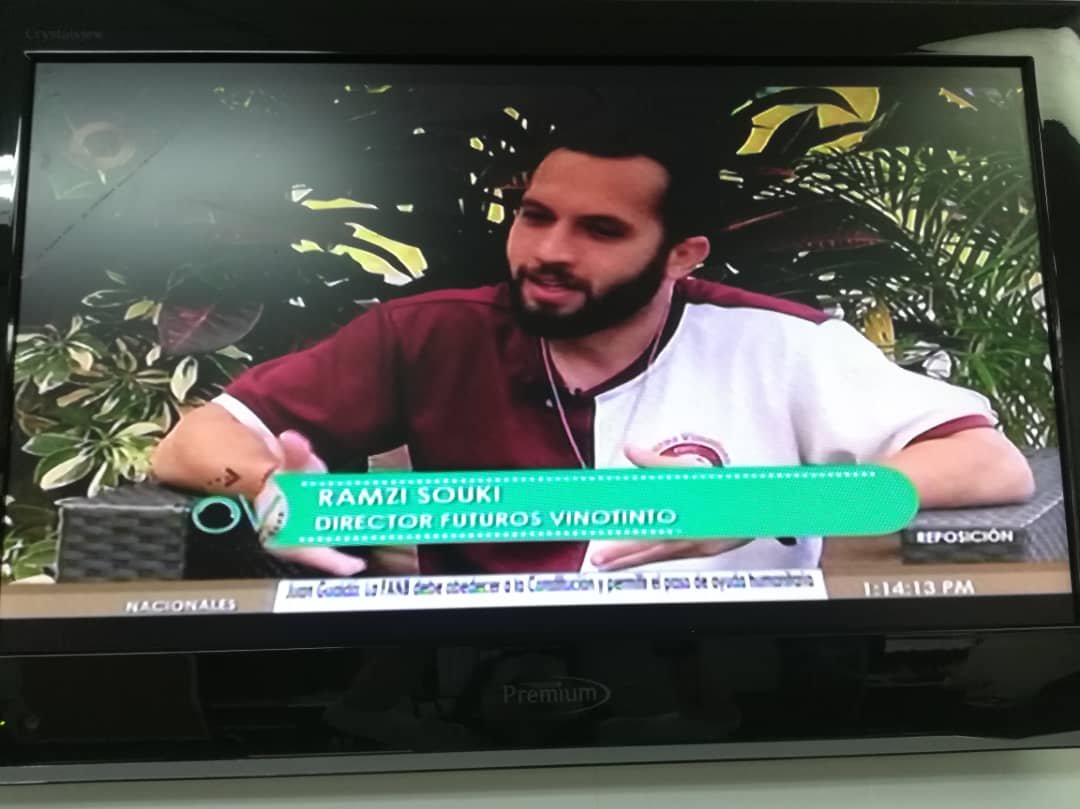 Crystalview
RAMZI SOUKI
DIRECTOR FUTUROS VINOTINTO
REPOSICIÓN
NACIONALES
Juan Guaidó: La FANB debe obedecer a la Constitución y permitir el paso de ayuda humanitaria
1:14:13 PM
Premium